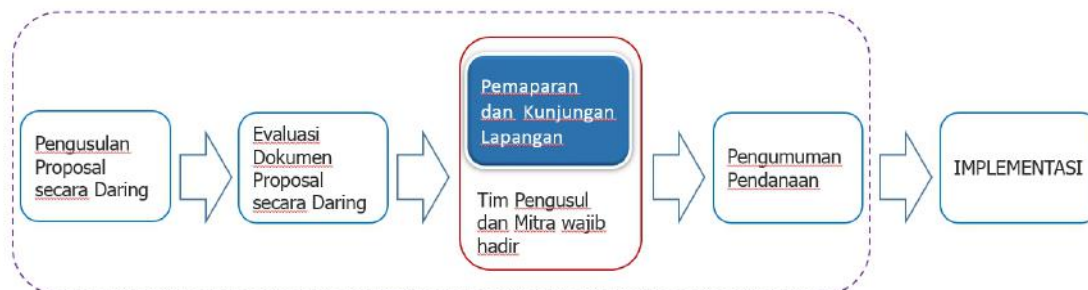 Pengusulan
Proposal
secara Daring
Evaluasi
Dokumen
Proposal
secara Daring
Pemaparan
dan Kunjungan
Lapangan
Tim Pengusul
dan Mitra wajib
hadir
Pengumuman
Pendanaan
IMPLEMENTASI